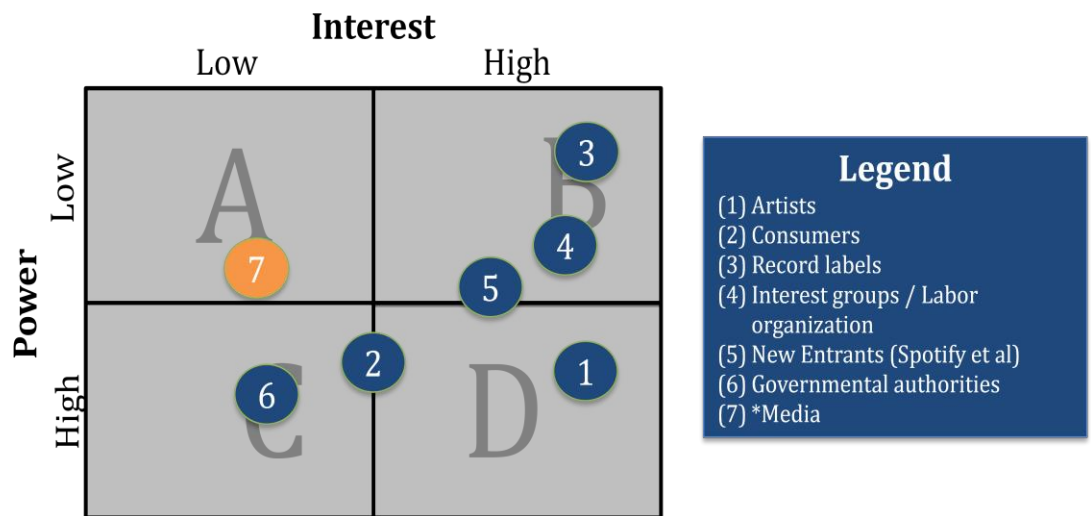 Interest
Low High
Low
Power
High
A
B
C
D
3
4
7
5
2
1
6
Legend
(1) Artists
(2) Consumers
(3) Record labels
(4) Interest groups / Labor
organization
(5) New Entrants (Spotify et al)
(6) Governmental authorities
(7) *Media